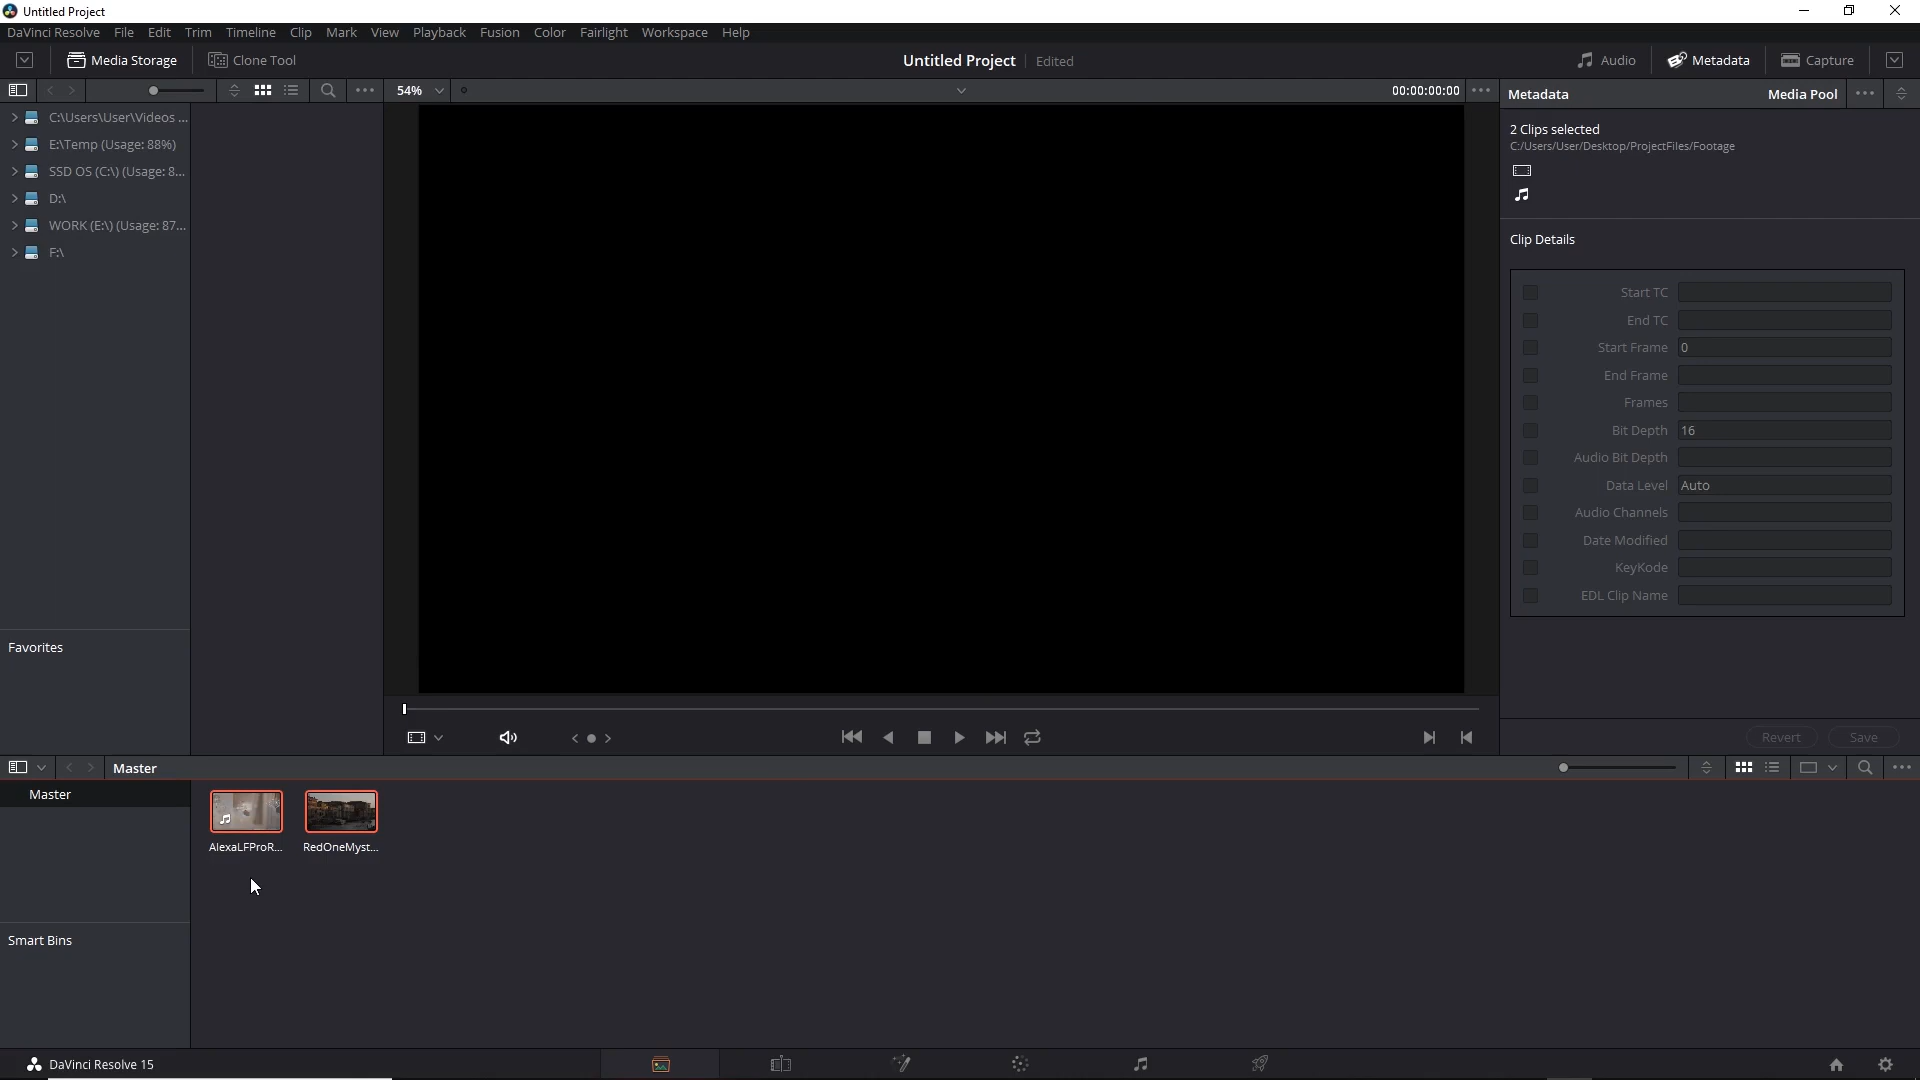 Untitled Project
DaVinci Resolve File Edit Trim Timeline Clip Mark View Playback Fusion Color Fairlight Workspace Help
Media Storage Clone Tool Untitled Project Edited Audio Metadata Capture
54% 00:00:00:00 Metadata Media Pool
C:\Users\User\Videos ...
E:\Temp (Usage: 88%)
SSD OS (C:\) (Usage: 8...
D:\
WORK (E:\) (Usage: 87...
F:\
Favorites
2 Clips selected
C:/Users/User/Desktop/ProjectFiles/Footage
Clip Details
Start TC
End TC
Start Frame 0
End Frame
Frames
Bit Depth 16
Audio Bit Depth
Data Level Auto
Audio Channels
Date Modified
KeyKode
EDL Clip Name
Revert Save
Master
Master
AlexaLFProR... RedOneMyst...
Smart Bins
DaVinci Resolve 15